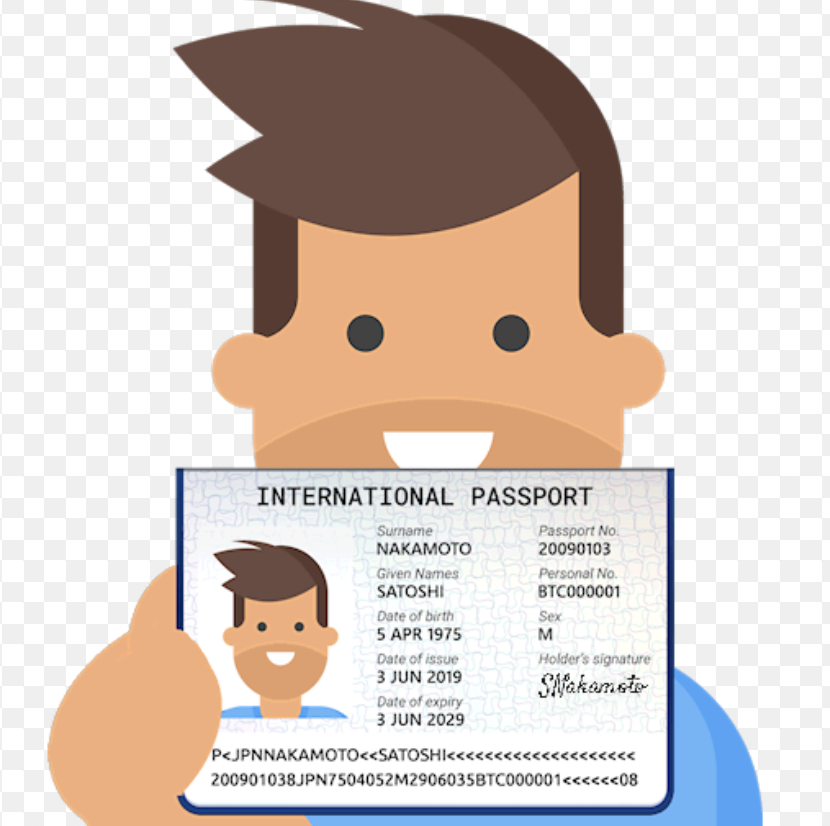 INTERNATIONAL PASSPORT
Surname
NAKAMOTO
Given Names
SATOSHI
Date of birth
5 APR 1975
Date of issue
3 JUN 2019
Date of expiry
3 JUN 2029
Passport No.
20090103
Personal No.
BTC000001
Sex
M
Holder's signature
SNakamoto
P<JPNNAKAMOTO<<SATOSHI<<<<<<<<<<<<<<<<<<<<<<
200901038JPN7504052M2906035BTC000001<<<<<<08